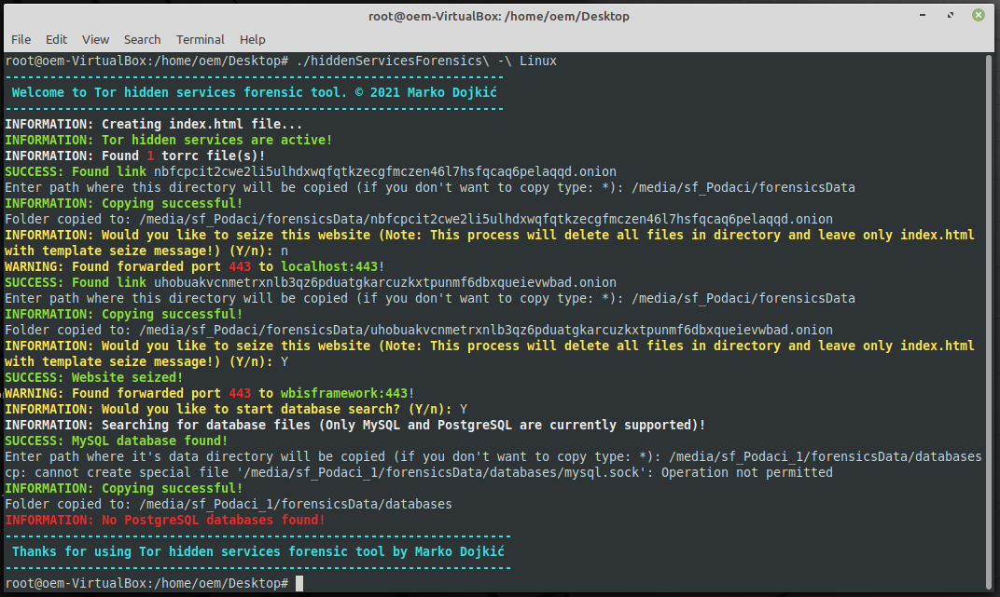 root@oem-VirtualBox: /home/oem/Desktop
File Edit View Search Terminal Help
root@oem-VirtualBox:/home/oem/Desktop# ./hiddenServicesForensics\ -\ Linux
-------------------------------------------------------------------
Welcome to Tor hidden services forensic tool. © 2021 Marko Dojkić
-------------------------------------------------------------------
INFORMATION: Creating index.html file...
INFORMATION: Tor hidden services are active!
INFORMATION: Found 1 torrc file(s)!
SUCCESS: Found link nbfcpcit2cwe2li5ulhdxwqfqtkzecgfmczen46l7hsfqcaq6pelaqqd.onion
Enter path where this directory will be copied (if you don't want to copy type: *): /media/sf_Podaci/forensicsData
INFORMATION: Copying successful!
Folder copied to: /media/sf_Podaci/forensicsData/nbfcpcit2cwe2li5ulhdxwqfqtkzecgfmczen46l7hsfqcaq6pelaqqd.onion
INFORMATION: Would you like to seize this website (Note: This process will delete all files in directory and leave only index.html
with template seize message!) (Y/n): n
WARNING: Found forwarded port 443 to localhost:443!
SUCCESS: Found link uhobuakvcnmetrxnlb3qz6pduatgkarcuzkxtpunmf6dbxqueievwbad.onion
Enter path where this directory will be copied (if you don't want to copy type: *): /media/sf_Podaci/forensicsData
INFORMATION: Copying successful!
Folder copied to: /media/sf_Podaci/forensicsData/uhobuakvcnmetrxnlb3qz6pduatgkarcuzkxtpunmf6dbxqueievwbad.onion
INFORMATION: Would you like to seize this website (Note: This process will delete all files in directory and leave only index.html
with template seize message!) (Y/n): Y
SUCCESS: Website seized!
WARNING: Found forwarded port 443 to wbisframework:443!
INFORMATION: Would you like to start database search? (Y/n): Y
INFORMATION: Searching for database files (Only MySQL and PostgreSQL are currently supported)!
SUCCESS: MySQL database found!
Enter path where it's data directory will be copied (if you don't want to copy type: *): /media/sf_Podaci_1/forensicsData/databases
cp: cannot create special file '/media/sf_Podaci_1/forensicsData/databases/mysql.sock': Operation not permitted
INFORMATION: Copying successful!
Folder copied to: /media/sf_Podaci_1/forensicsData/databases
INFORMATION: No PostgreSQL databases found!
--------------------------------------------------------------------
Thanks for using Tor hidden services forensic tool by Marko Dojkić
--------------------------------------------------------------------
root@oem-VirtualBox:/home/oem/Desktop#